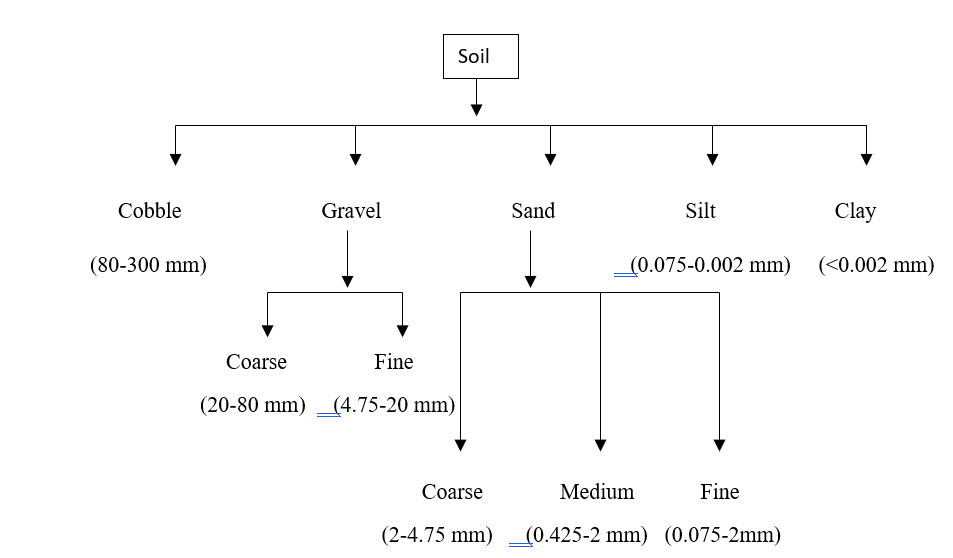 Soil
Cobble Gravel Sand Silt Clay
(80-300 mm) (0.075-0.002 mm) (<0.002 mm)
Coarse Fine
(20-80 mm) (4.75-20 mm)
Coarse Medium Fine
(2-4.75 mm) (0.425-2 mm) (0.075-2mm)